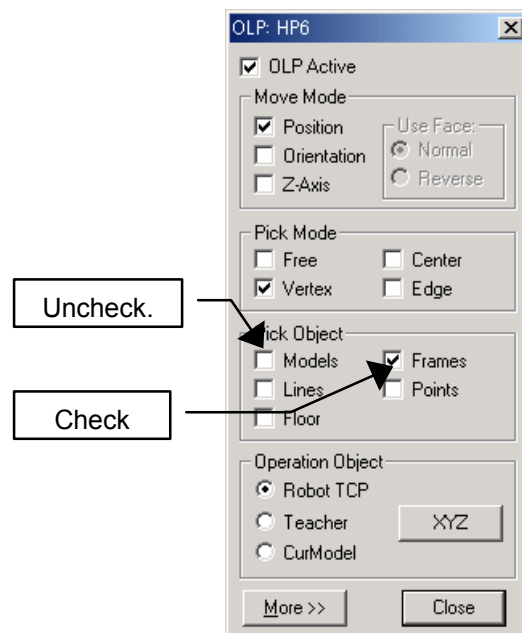 OLP: HP6
OLP Active
Move Mode
Position
Orientation
Z-Axis
Use Face:
Normal
Reverse
Pick Mode
Free Center
Vertex Edge
Uncheck.
Pick Object
Models Frames
Lines Points
Floor
Check
Operation Object
Robot TCP
Teacher
CurModel
XYZ
More >> Close